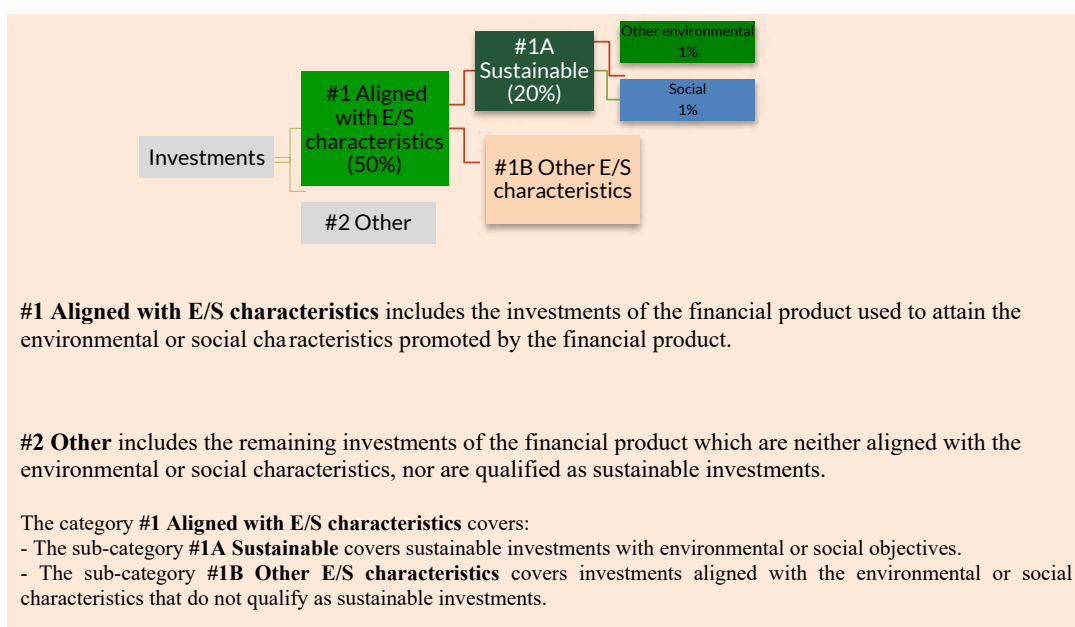 Investments
#1 Aligned
with E/S
characteristics
(50%)
#2 Other
#1A
Sustainable
(20%)
#1B Other E/S
characteristics
Other environmental
1%
Social
1%
#1 Aligned with E/S characteristics includes the investments of the financial product used to attain the
environmental or social characteristics promoted by the financial product.
#2 Other includes the remaining investments of the financial product which are neither aligned with the
environmental or social characteristics, nor are qualified as sustainable investments.
The category #1 Aligned with E/S characteristics covers:
- The sub-category #1A Sustainable covers sustainable investments with environmental or social objectives.
- The sub-category #1B Other E/S characteristics covers investments aligned with the environmental or social
characteristics that do not qualify as sustainable investments.